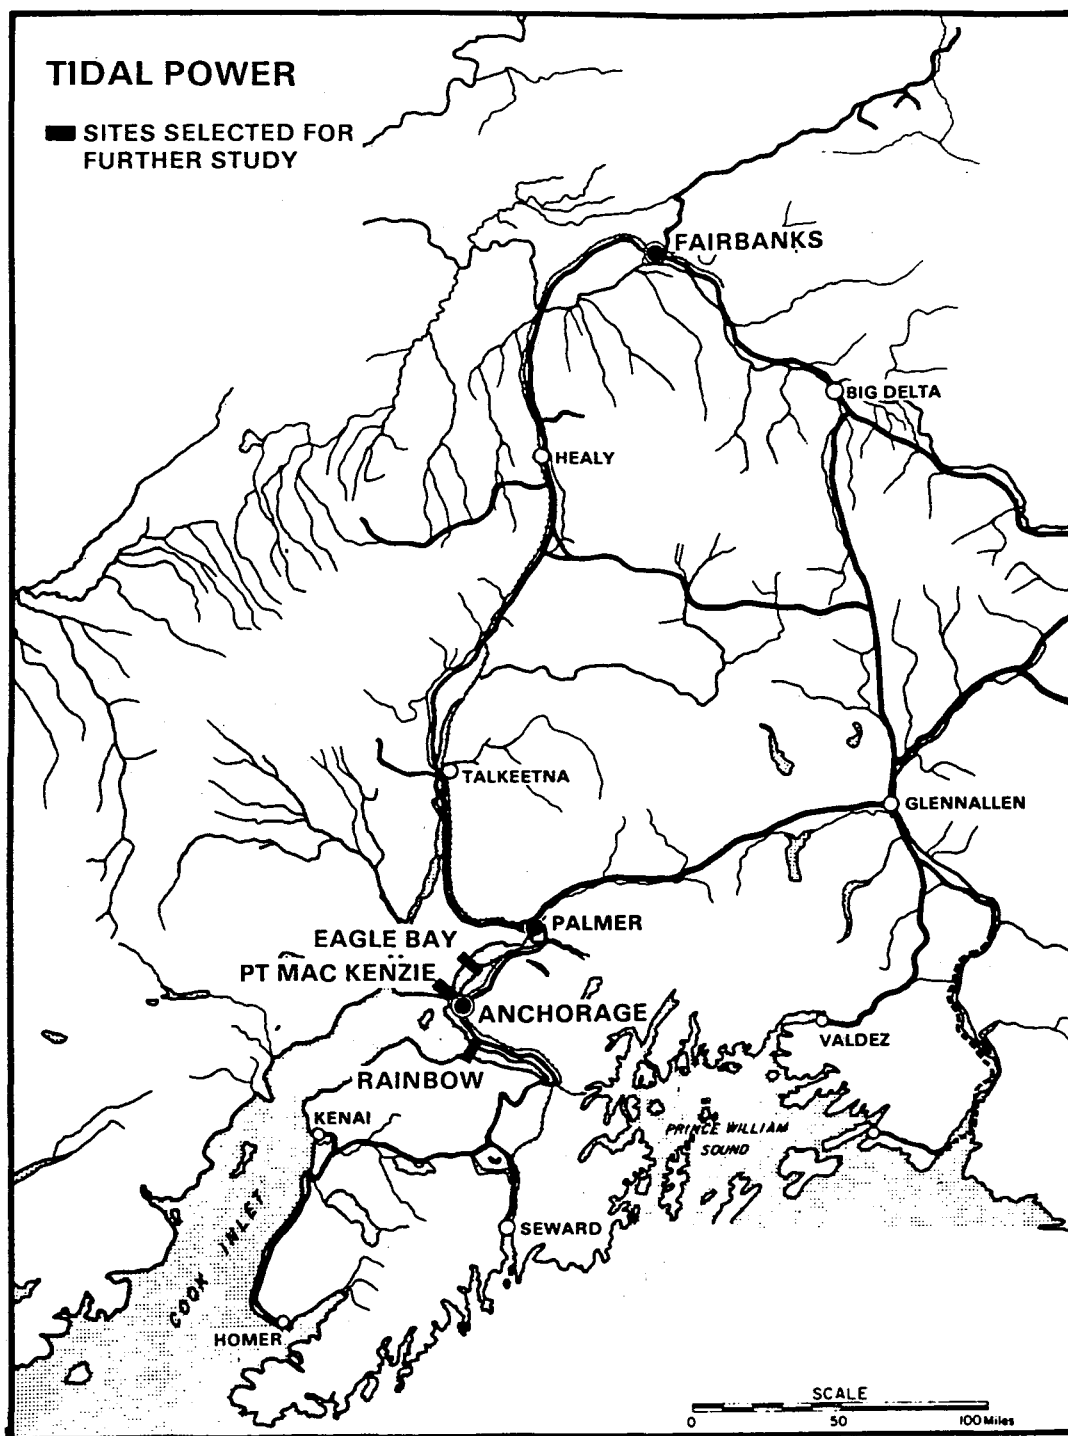 TIDAL POWER
SITES SELECTED FOR
FURTHER STUDY
FAIRBANKS
BIG DELTA
HEALY
TALKEETNA
GLENNALLEN
PALMER
EAGLE BAY
PT MAC KENZIE
ANCHORAGE
VALDEZ
RAINBOW
KENAI
PRINCE WILLIAM
SOUND
COOK INLET
SEWARD
HOMER
SCALE
0 50 100 Miles